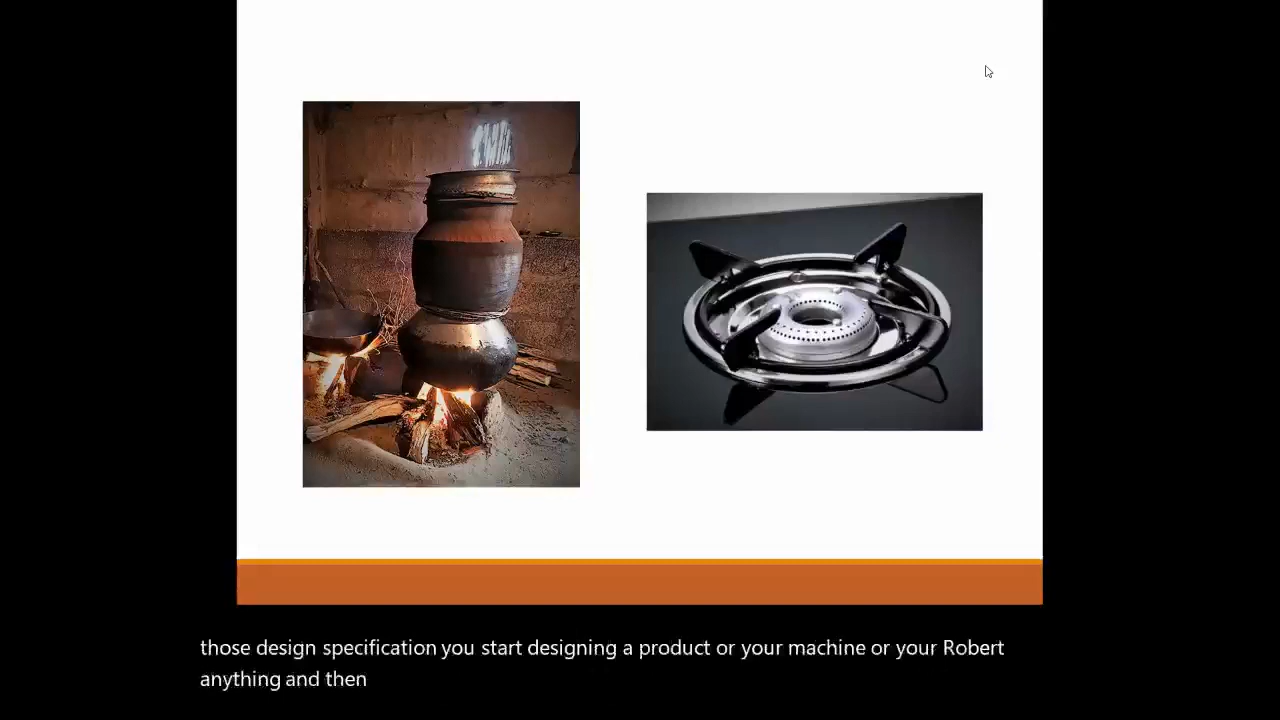 those design specification you start designing a product or your machine or your Robert
anything and then